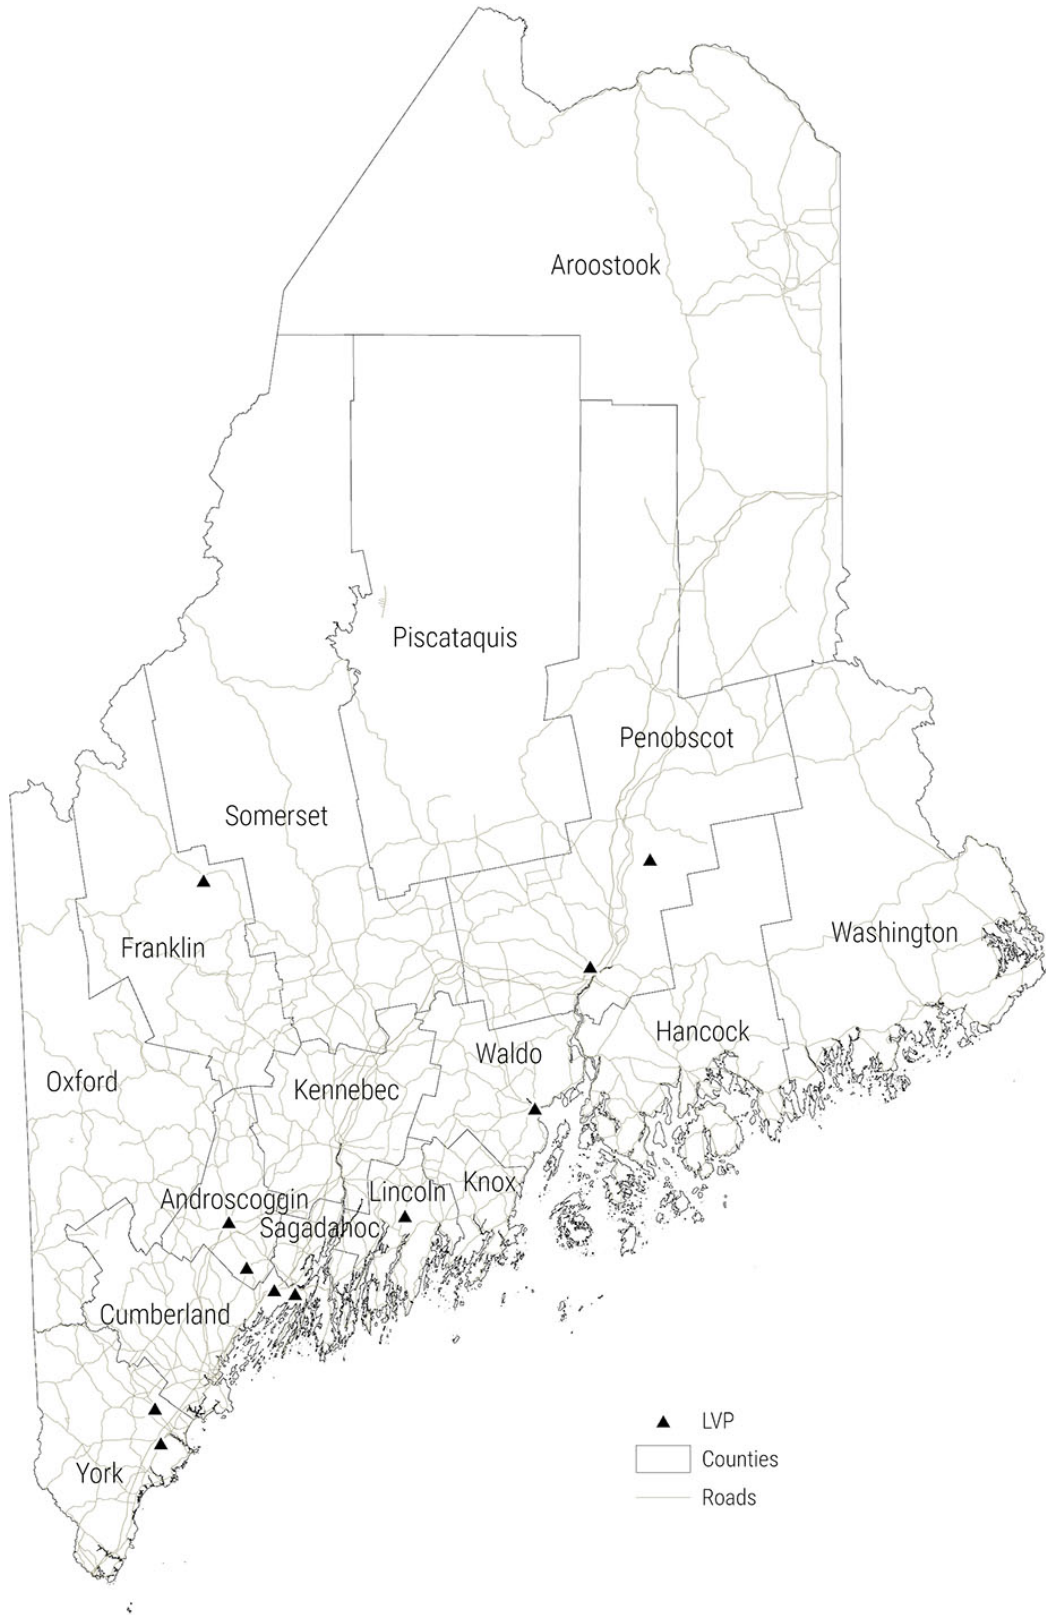 Aroostook
Piscataquis
Penobscot
Somerset
Washington
Franklin
Hancock
Waldo
Oxford
Kennebec
Knox
Lincoln
Androscoggin
Sagadahoc
Cumberland
LVP
Counties
York
Roads